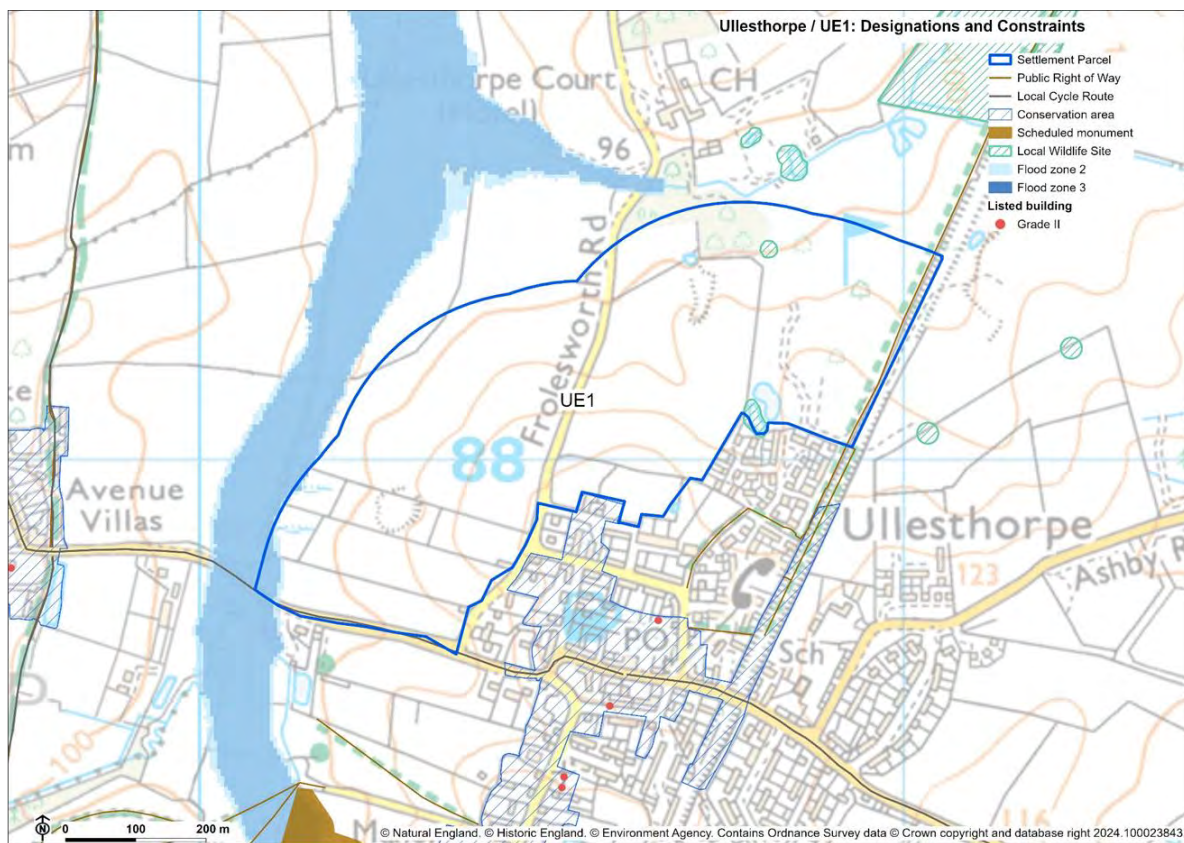 Ullesthorpe / UE1: Designations and Constraints
Settlement Parcel
Public Right of Way
Local Cycle Route
Conservation area
Scheduled monument
Local Wildlife Site
Flood zone 2
Flood zone 3
Listed building
Grade II
Ullesthorpe Court
(Hotel)
CH
96
Frolesworth Rd
UE1
88
Avenue
Villas
Ullesthorpe
123
Ashby R
PO
Sch
100
116
M
N
0 100 200 m
© Natural England. © Historic England. © Environment Agency. Contains Ordnance Survey data © Crown copyright and database right 2024.100023843